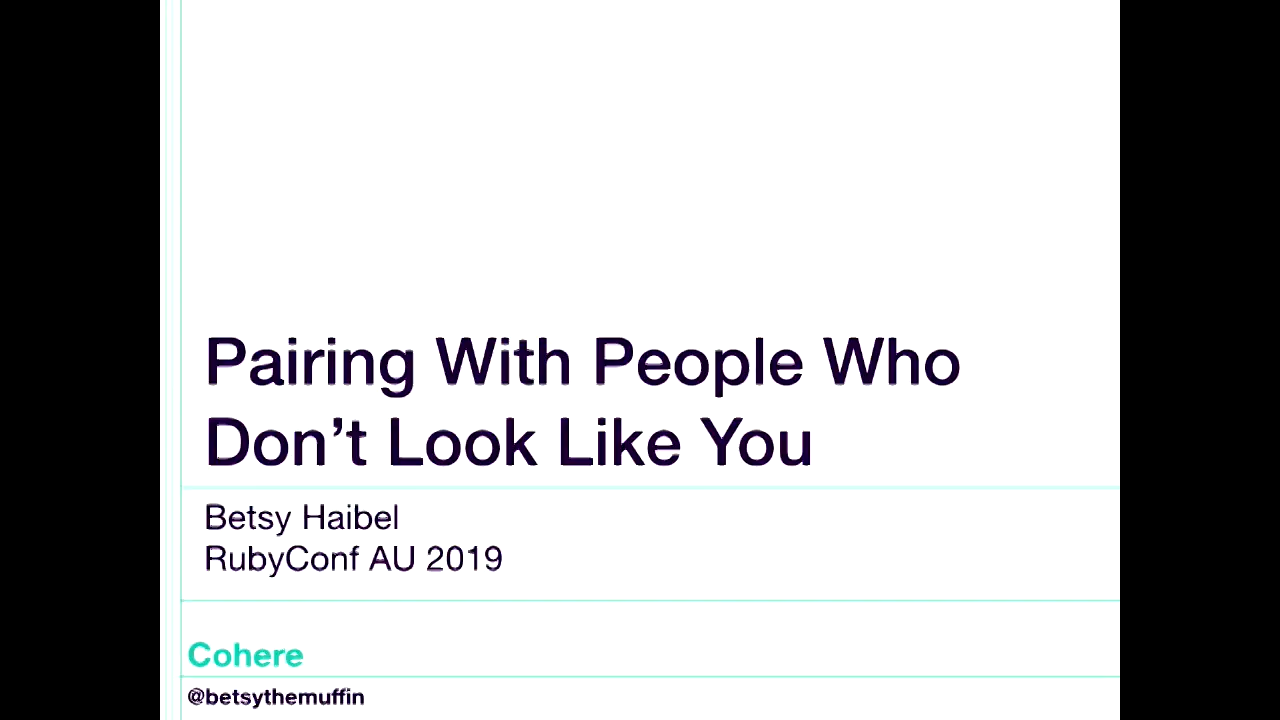 Pairing With People Who
Don’t Look Like You
Betsy Haibel
RubyConf AU 2019
Cohere
@betsythemuffin